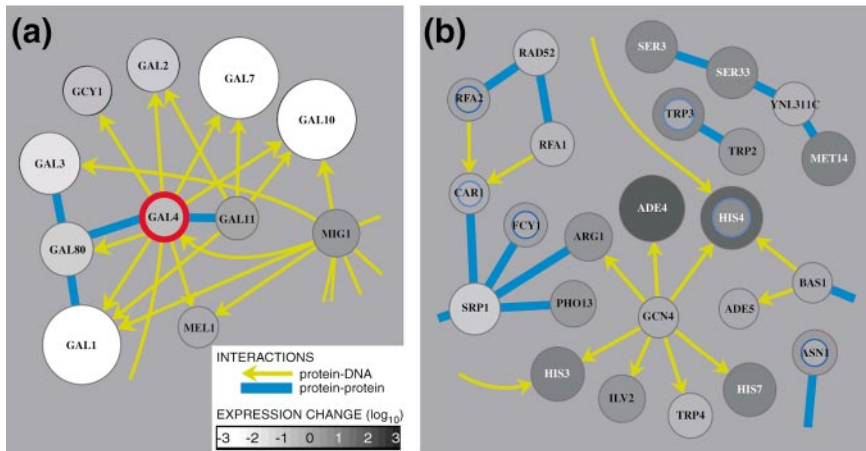 (a)
GAL2
GAL7
GCY1
GAL10
GAL3
GAL4
GAL11
MIG1
GAL80
MEL1
GAL1
INTERACTIONS
protein-DNA
protein-protein
EXPRESSION CHANGE (log10)
-3 -2 -1 0 1 2 3
(b)
SER3
RAD52
SER33
RFA2
YNL311C
TRP3
RFA1
TRP2
MET14
CAR1
ADE4
HIS4
FCY1
ARG1
BAS1
SRP1
PHO13
GCN4
ADE5
ASN1
HIS3
HIS7
ILV2
TRP4